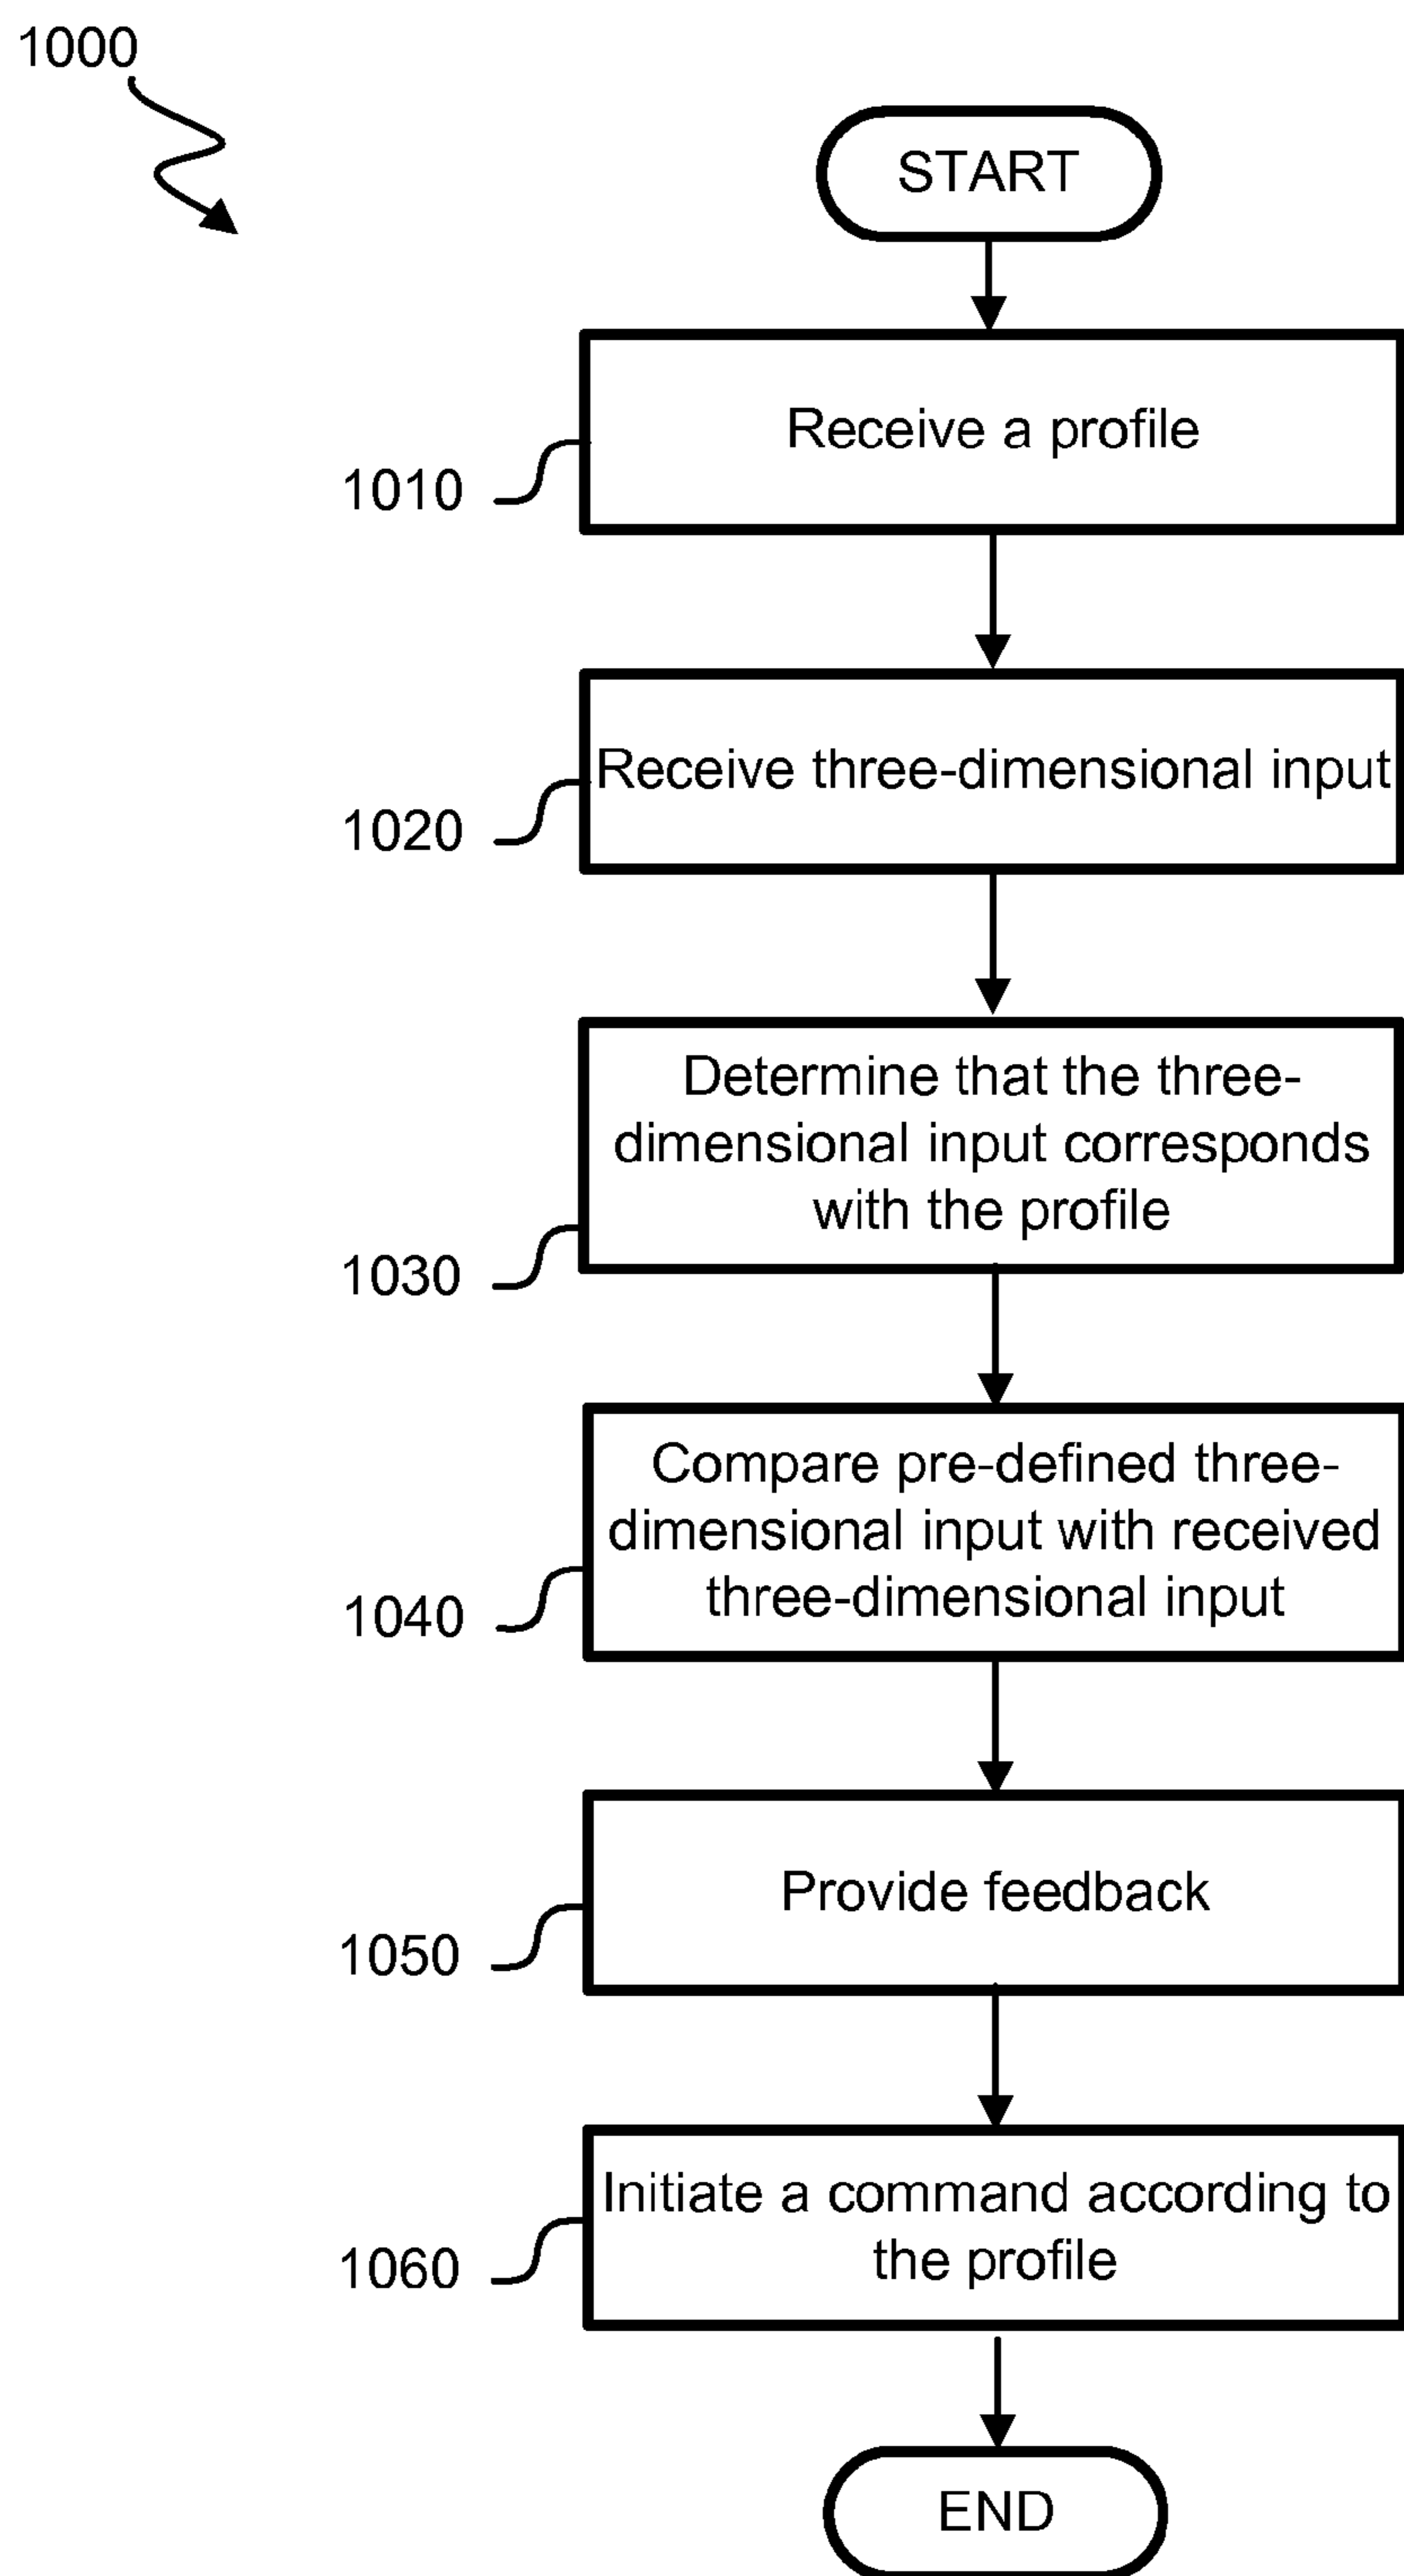 1000
START
Receive a profile
1010
Receive three-dimensional input
1020
Determine that the three-
dimensional input corresponds
with the profile
1030
Compare pre-defined three-
dimensional input with received
three-dimensional input
1040
Provide feedback
1050
Initiate a command according to
the profile
1060
END